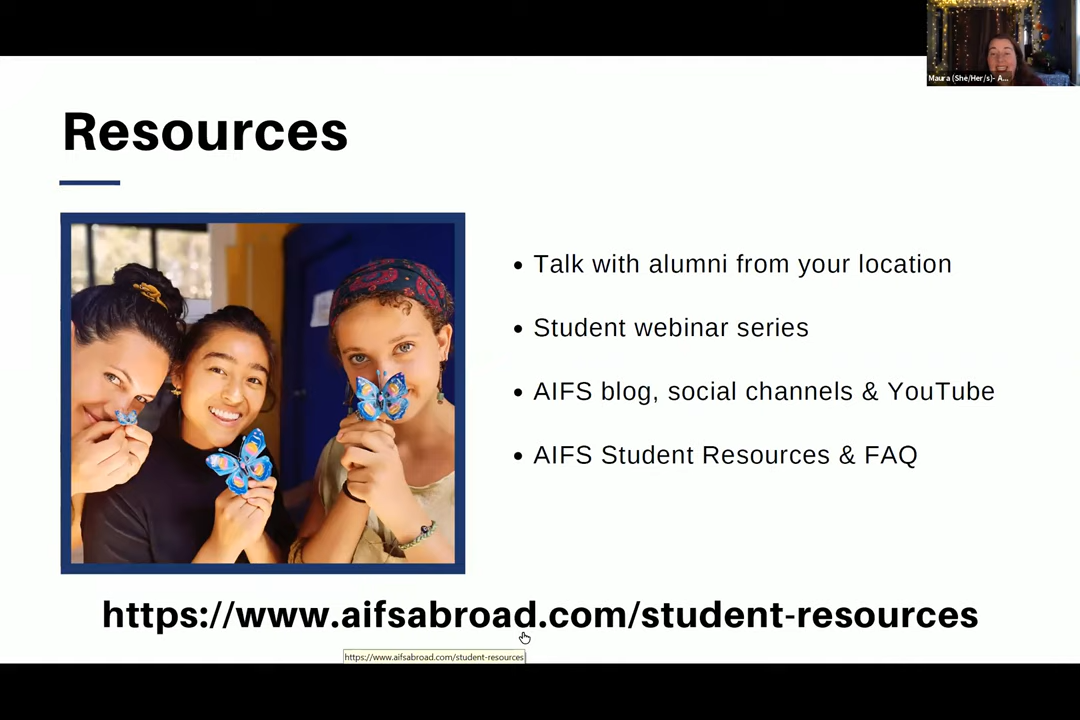 Maura (She/Her/s)- A...
Resources
• Talk with alumni from your location
• Student webinar series
• AIFS blog, social channels & YouTube
• AIFS Student Resources & FAQ
https://www.aifsabroad.com/student-resources
https://www.aifsabroad.com/student-resources